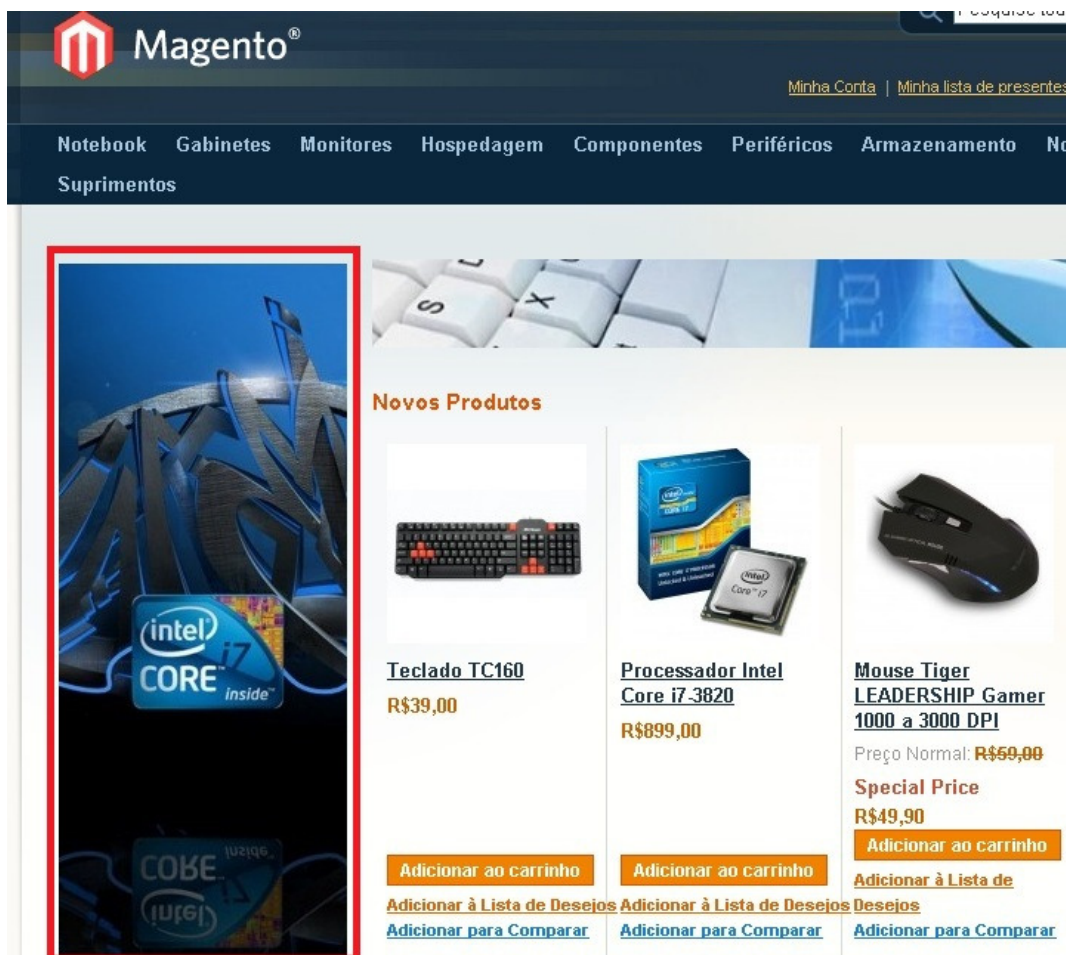 Magento®
Minha Conta | Minha lista de presentes
Notebook Gabinetes Monitores Hospedagem Componentes Periféricos Armazenamento
Suprimentos
Novos Produtos
intel
CORE i7
inside
Teclado TC160
R$39,00
Adicionar ao carrinho
Adicionar à Lista de Desejos
Adicionar para Comparar
Processador Intel
Core i7-3820
R$899,00
Adicionar ao carrinho
Adicionar à Lista de Desejos
Adicionar para Comparar
Mouse Tiger
LEADERSHIP Gamer
1000 a 3000 DPI
Preço Normal: R$59,00
Special Price
R$49,90
Adicionar ao carrinho
Adicionar à Lista de
Desejos
Adicionar para Comparar